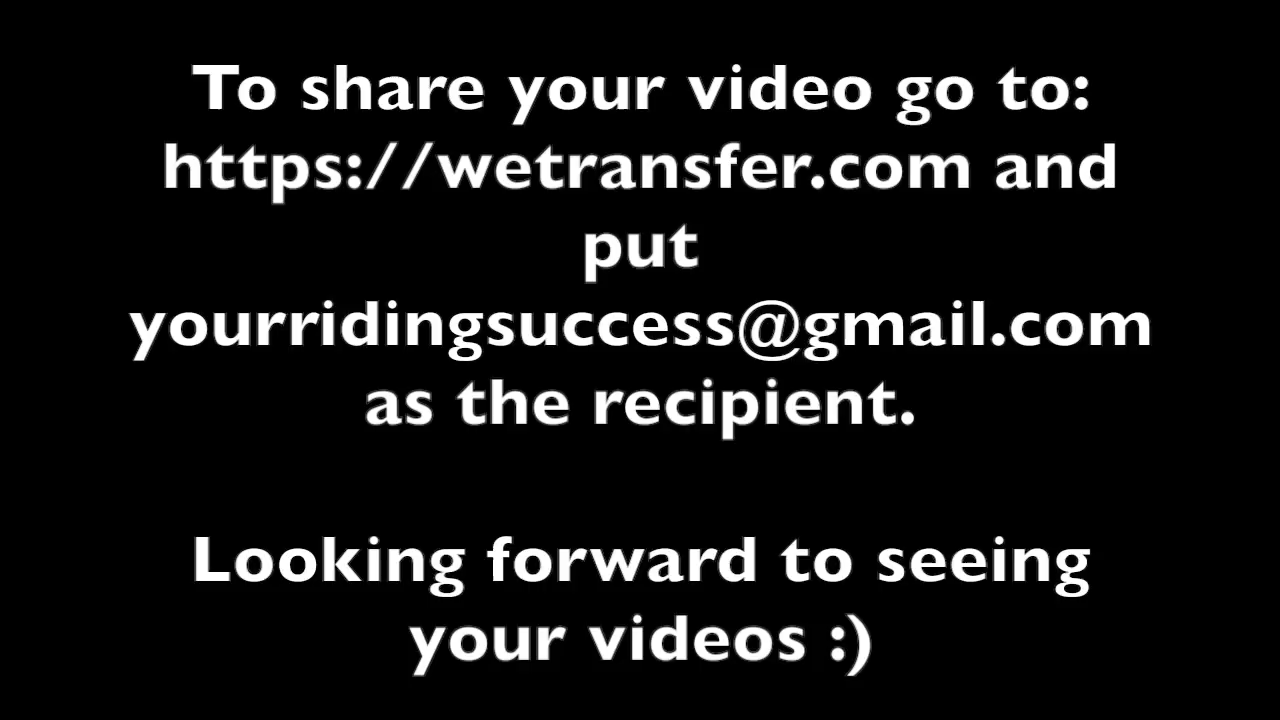 To share your video go to:
https://wetransfer.com and
put
yourridingsuccess@gmail.com
as the recipient.
Looking forward to seeing
your videos :)